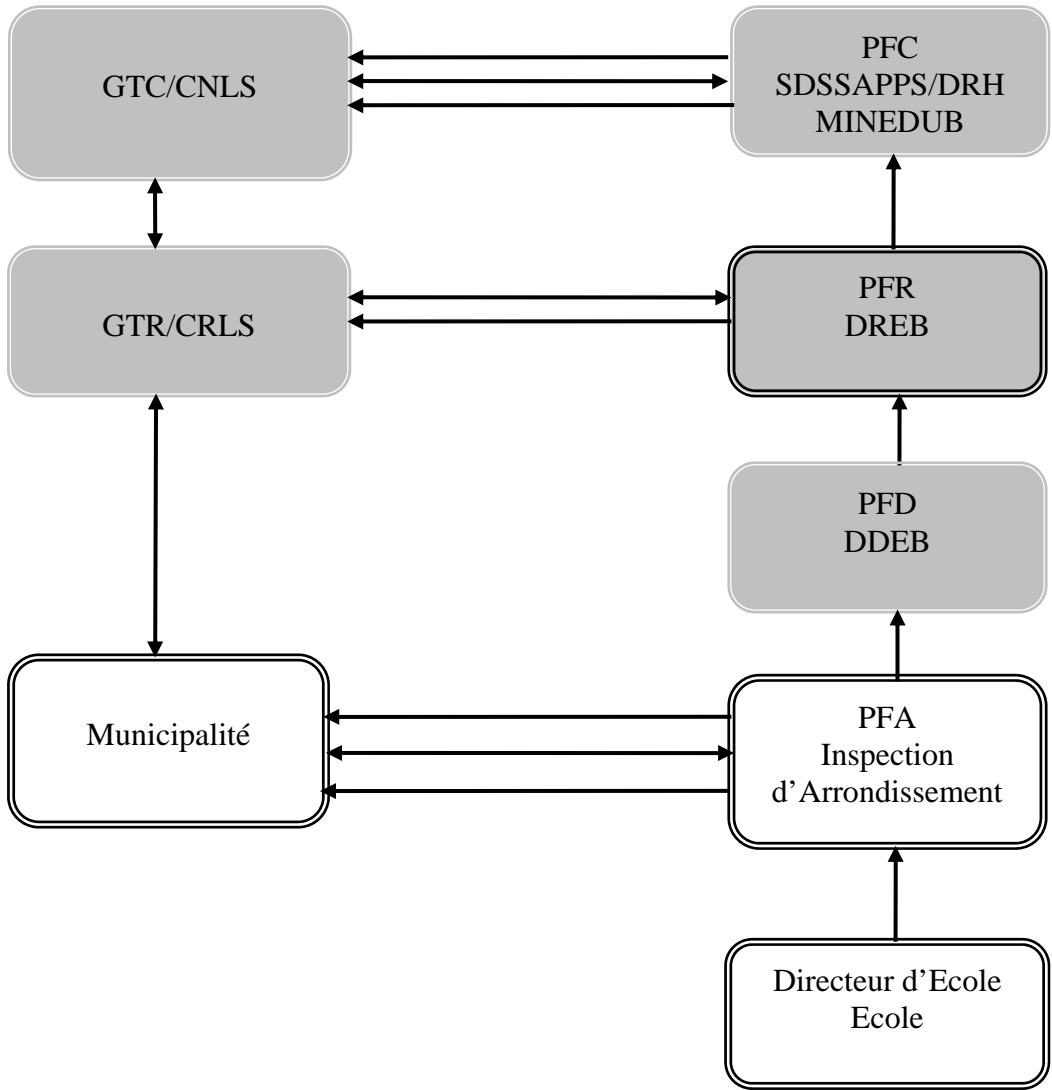 GTC/CNLS
PFC
SDSSAPPS/DRH
MINEDUB
GTR/CRLS
PFR
DREB
PFD
DDEB
Municipalité
PFA
Inspection
d’Arrondissement
Directeur d’Ecole
Ecole